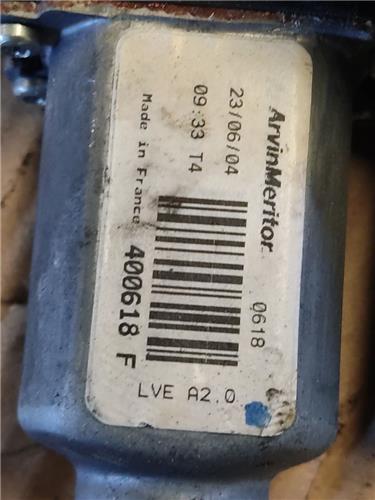 ArvinMeritor 0618
23/06/04
09:33 T4
Made in France 400618 F
LVE A2.0